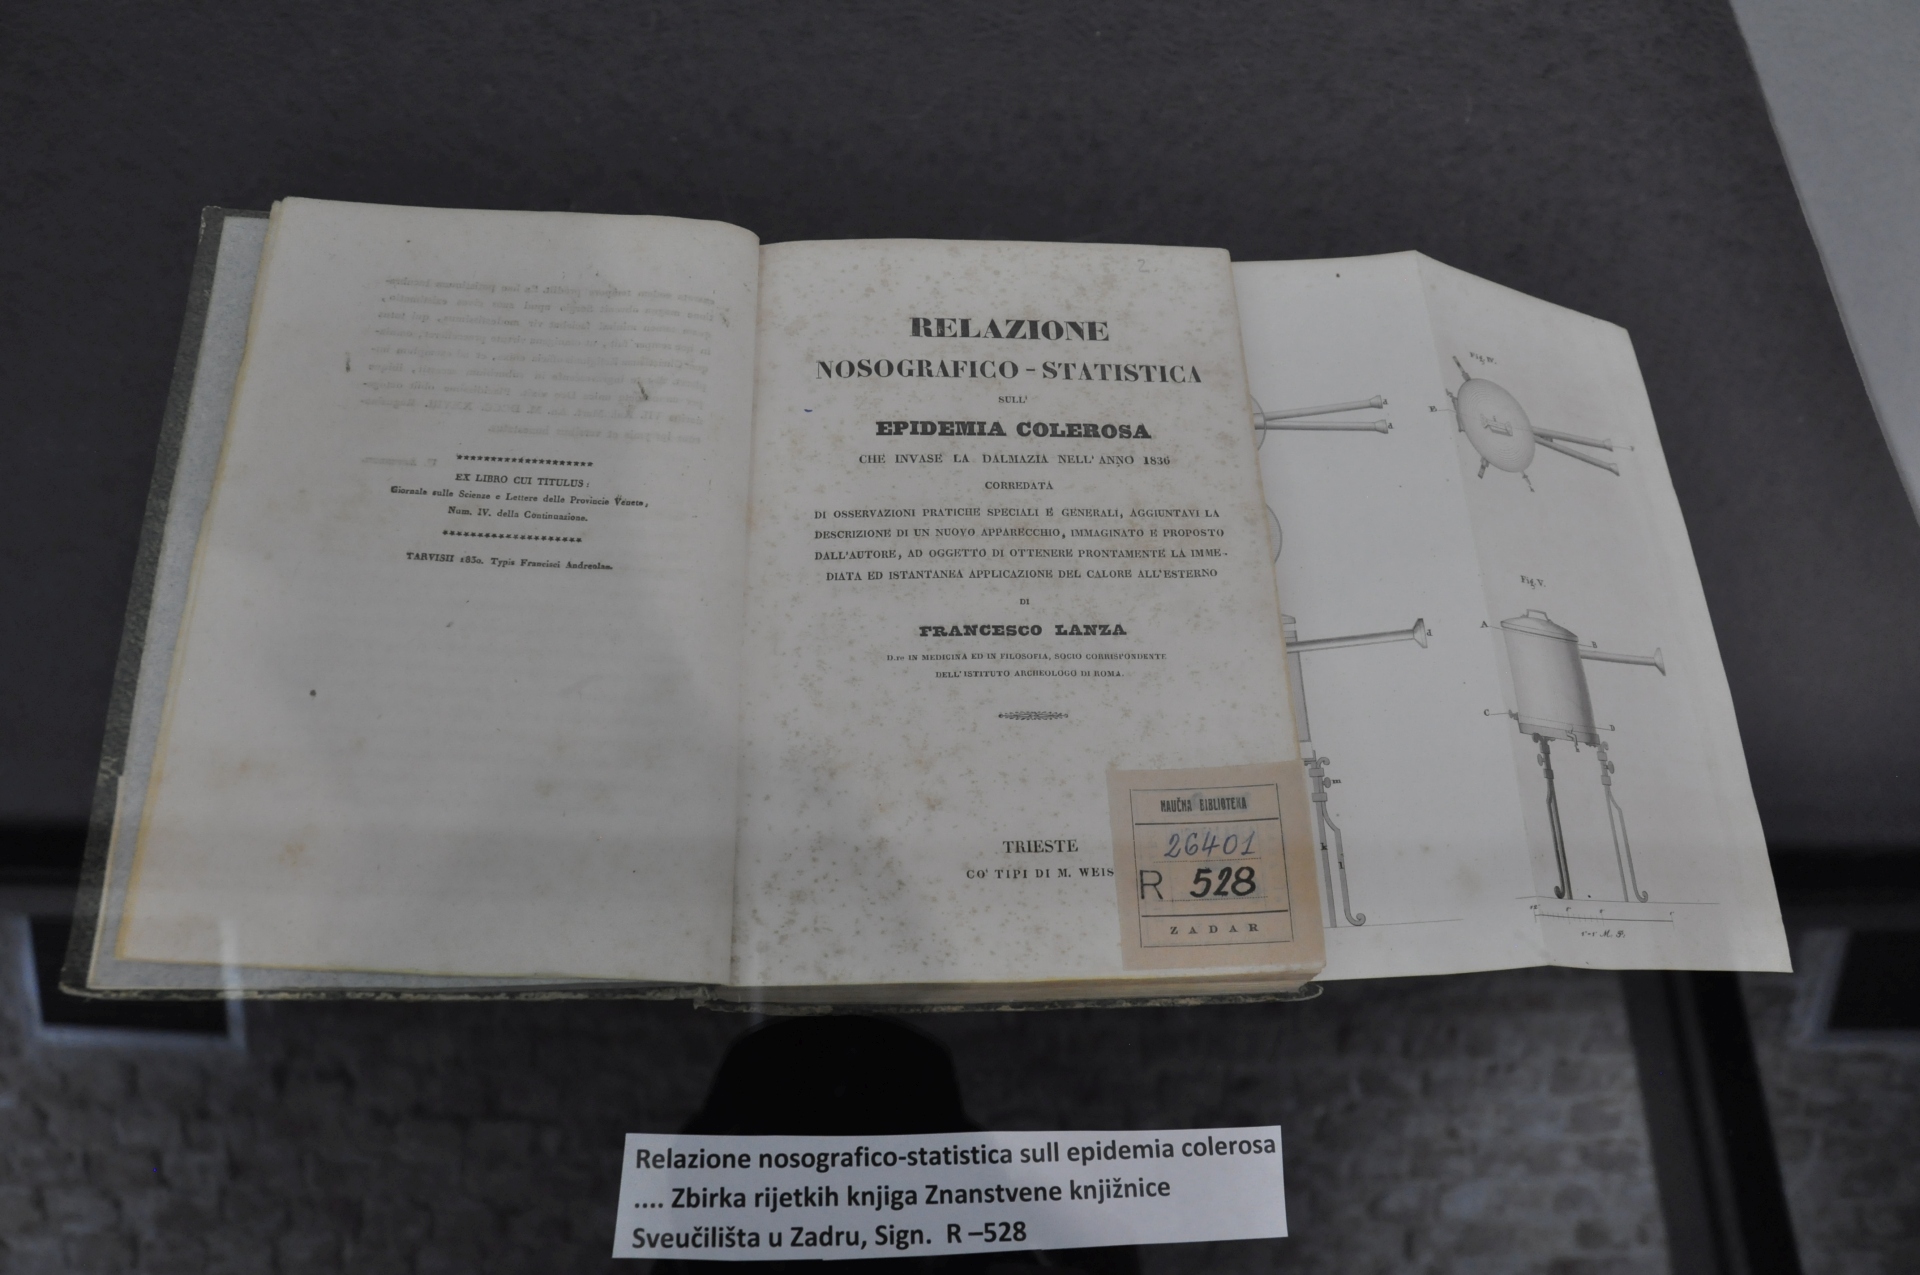 EX LIBRO CUI TITULUS:
Giornale sulle Scienze e Lettere delle Provincie Venete,
Num. IV. della Continuazione.
TARVISII 1830. Typis Francisci Andreolae.
2.
RELAZIONE
NOSOGRAFICO - STATISTICA
SULL'
EPIDEMIA COLEROSA
CHE INVASE LA DALMAZIA NELL' ANNO 1836
CORREDATA
DI OSSERVAZIONI PRATICHE SPECIALI E GENERALI, AGGIUNTAVI LA
DESCRIZIONE DI UN NUOVO APPARECCHIO, IMMAGINATO E PROPOSTO
DALL'AUTORE, AD OGGETTO DI OTTENERE PRONTAMENTE LA IMME-
DIATA ED ISTANTANEA APPLICAZIONE DEL CALORE ALL'ESTERNO
DI
FRANCESCO LANZA
D.re IN MEDICINA ED IN FILOSOFIA, SOCIO CORRISPONDENTE
DELL' ISTITUTO ARCHEOLOGO DI ROMA.
TRIESTE
CO' TIPI DI M. WEIS
NAUČNA BIBLIOTEKA
26401
R 528
ZADAR
Fig. IV.
B
d
d
Fig. V.
A
B
d
C
B
k
l
Relazione nosografico-statistica sull epidemia colerosa
.... Zbirka rijetkih knjiga Znanstvene knjižnice
Sveučilišta u Zadru, Sign. R –528